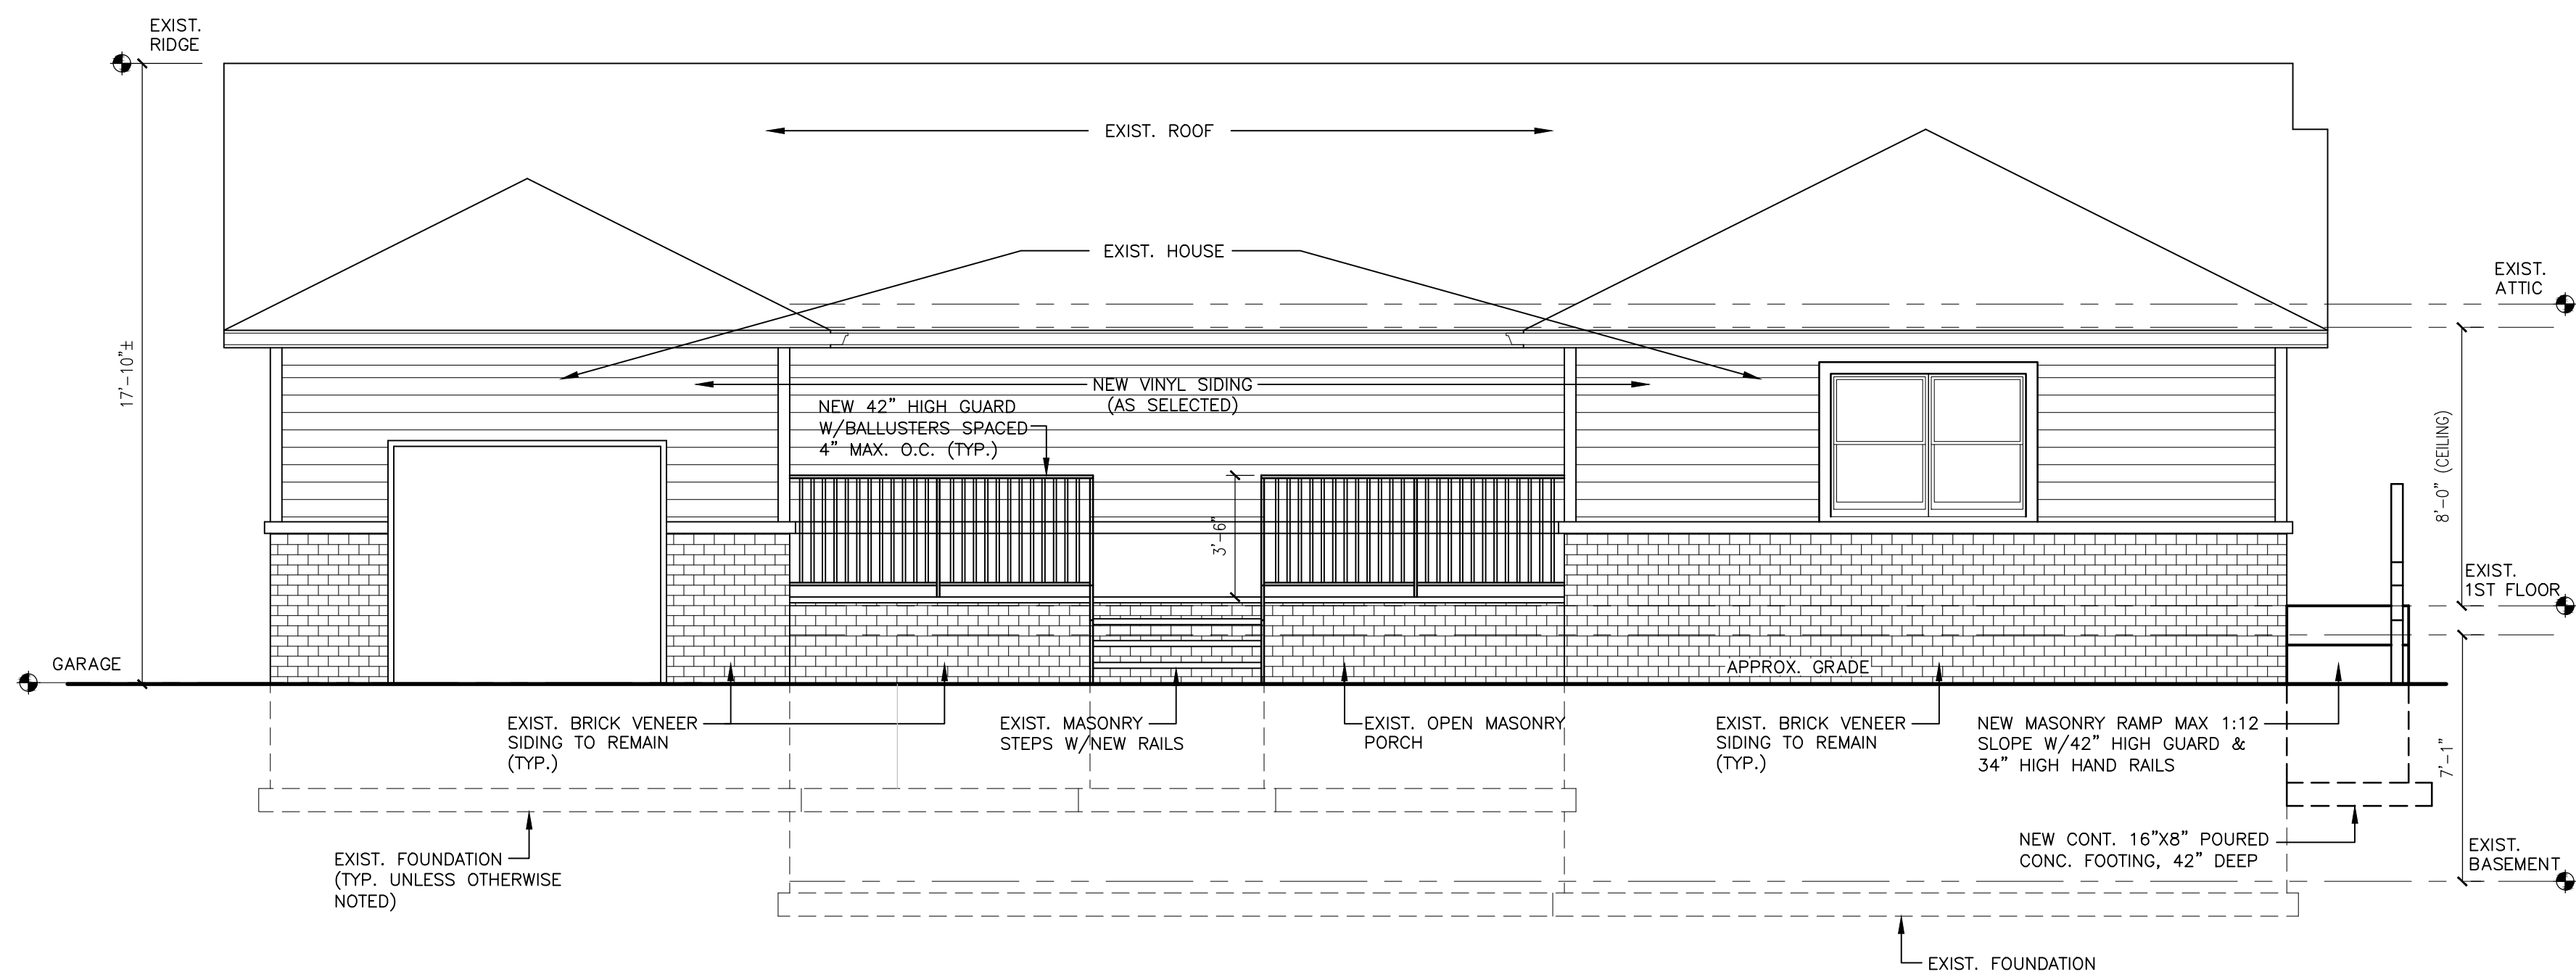 EXIST.
RIDGE
EXIST. ROOF
EXIST. HOUSE
EXIST.
ATTIC
17'-10"±
NEW VINYL SIDING
(AS SELECTED)
NEW 42" HIGH GUARD
W/BALLUSTERS SPACED
4" MAX. O.C. (TYP.)
8'-0" (CEILING)
3'-6"
EXIST.
1ST FLOOR
GARAGE
APPROX. GRADE
EXIST. BRICK VENEER
SIDING TO REMAIN
(TYP.)
EXIST. MASONRY
STEPS W/NEW RAILS
EXIST. OPEN MASONRY
PORCH
EXIST. BRICK VENEER
SIDING TO REMAIN
(TYP.)
NEW MASONRY RAMP MAX 1:12
SLOPE W/42" HIGH GUARD &
34" HIGH HAND RAILS
7'-1"
EXIST. FOUNDATION
(TYP. UNLESS OTHERWISE
NOTED)
NEW CONT. 16"X8" POURED
CONC. FOOTING, 42" DEEP
EXIST.
BASEMENT
EXIST. FOUNDATION